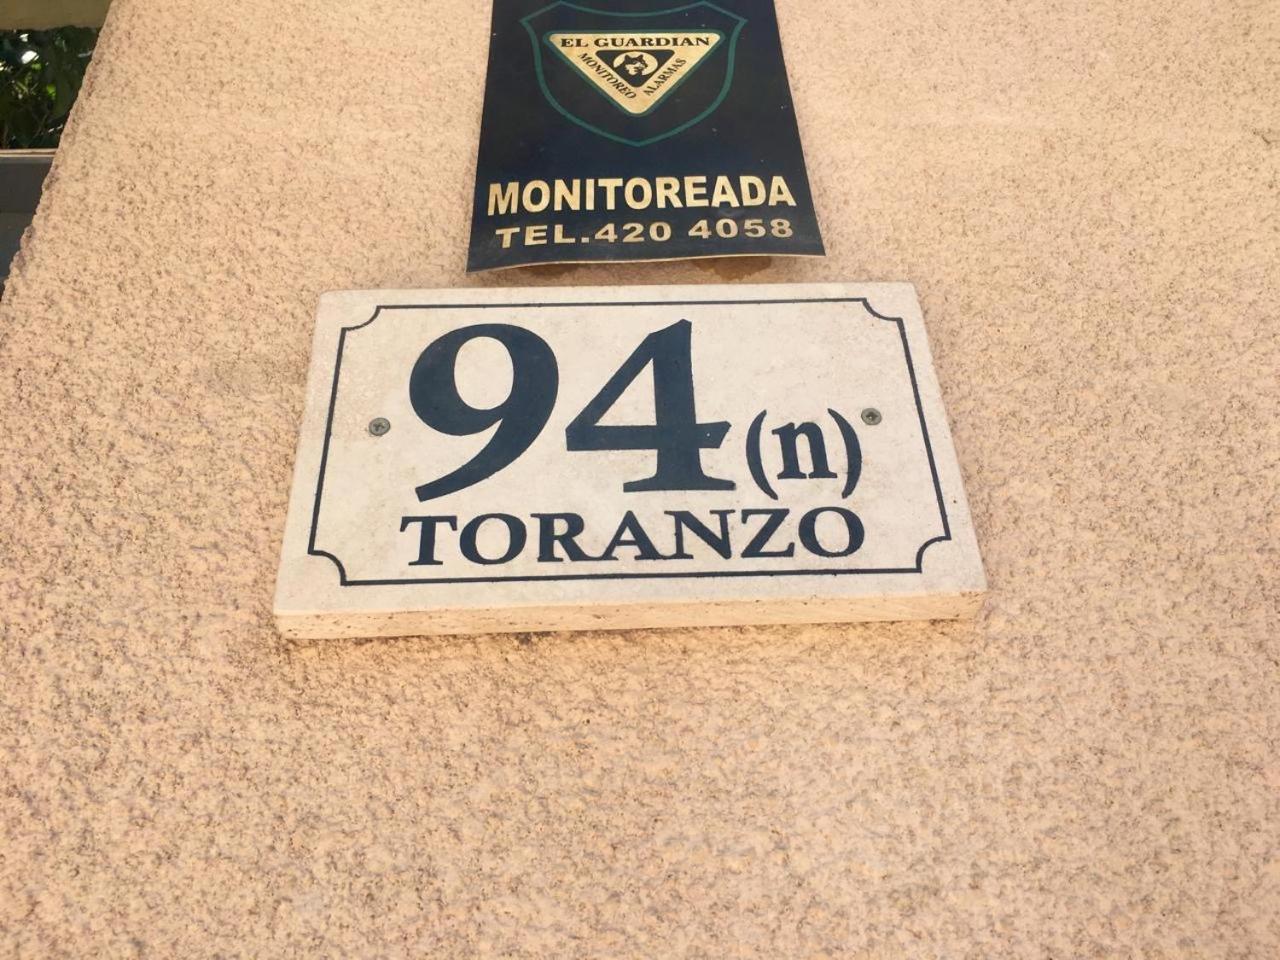 EL GUARDIAN
MONITOREO ALARMAS
MONITOREADA
TEL.420 4058
94(n)
TORANZO